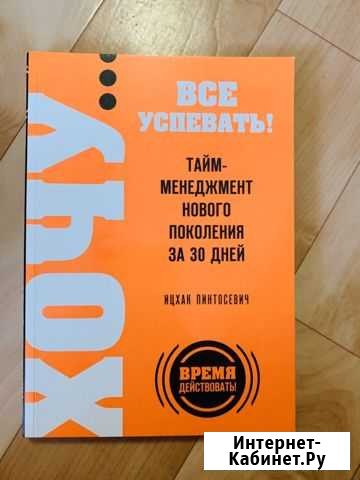 ХОЧУ...
ВСЕ
УСПЕВАТЬ!
ТАЙМ-
МЕНЕДЖМЕНТ
НОВОГО
ПОКОЛЕНИЯ
ЗА 30 ДНЕЙ
ИЦХАК ПИНТОСЕВИЧ
ВРЕМЯ
ДЕЙСТВОВАТЬ!
Интернет-
Кабинет.Ру